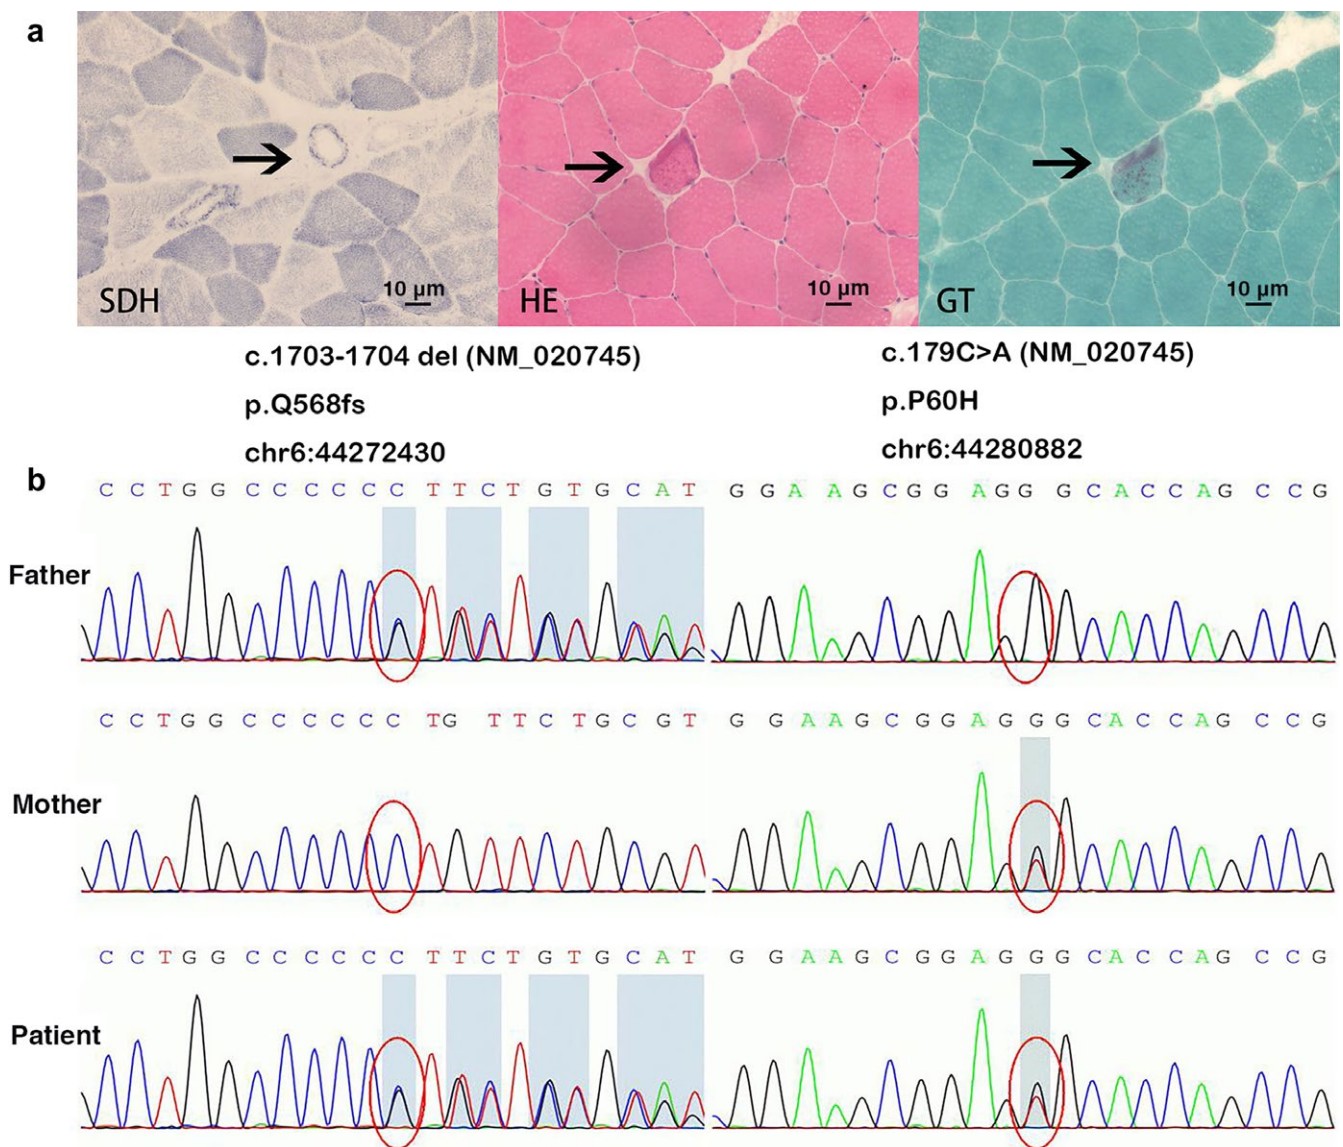 a
SDH
10 µm
HE
10 µm
GT
10 µm
c.1703-1704 del (NM_020745)
p.Q568fs
chr6:44272430
c.179C>A (NM_020745)
p.P60H
chr6:44280882
b
C C T G G C C C C C C T T C T G T G C A T
G G A A G C G G A G G G C A C C A G C C G
Father
C C T G G C C C C C C T G T T C T G C G T
G G A A G C G G A G G G C A C C A G C C G
Mother
C C T G G C C C C C C T T C T G T G C A T
G G A A G C G G A G G G C A C C A G C C G
Patient